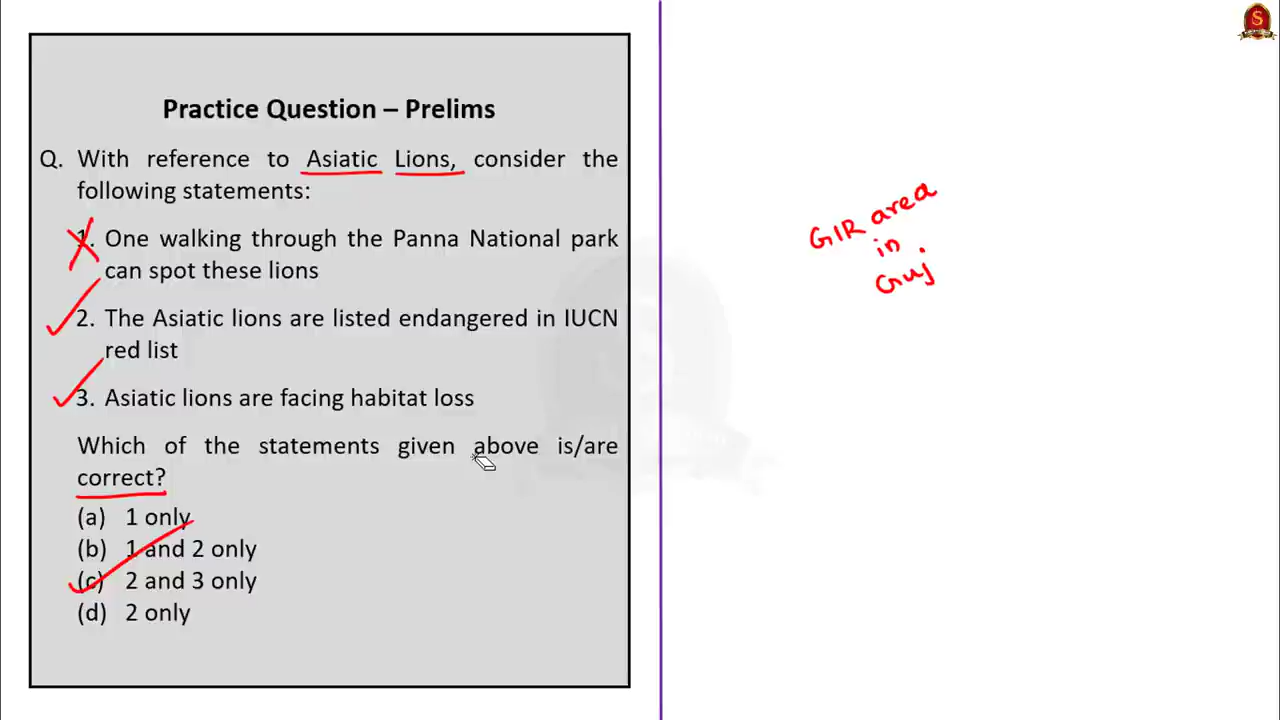 Practice Question – Prelims
Q. With reference to Asiatic Lions, consider the
following statements:
1. One walking through the Panna National park
can spot these lions
2. The Asiatic lions are listed endangered in IUCN
red list
3. Asiatic lions are facing habitat loss
Which of the statements given above is/are
correct?
(a) 1 only
(b) 1 and 2 only
(c) 2 and 3 only
(d) 2 only
GIR area
in
Guj
S